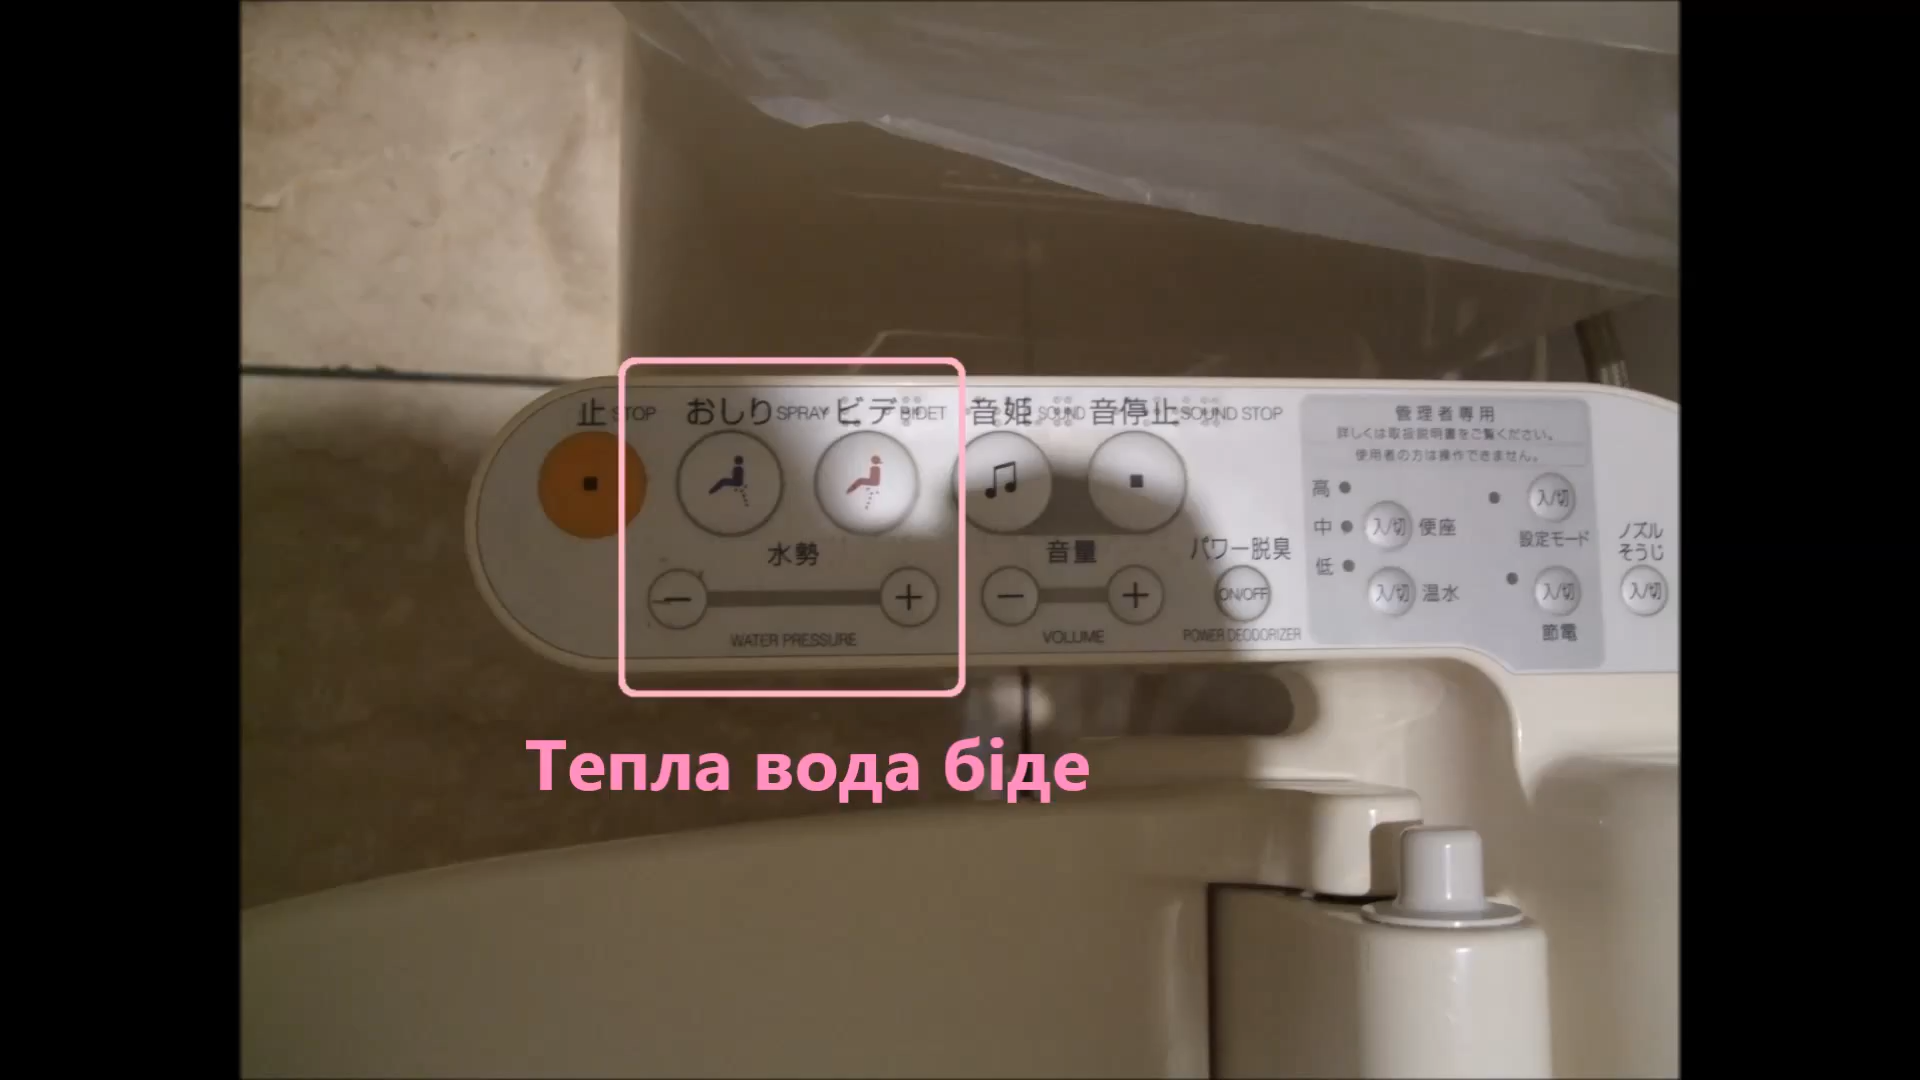 止 STOP
おしり SPRAY
ビデ BIDET
音姫 SOUND
音停止 SOUND STOP
水勢
− +
WATER PRESSURE
音量
− +
VOLUME
パワー脱臭
ON/OFF
POWER DEODORIZER
管理者専用
詳しくは取扱説明書をご覧ください。
使用者の方は操作できません。
高
中
低
入/切 便座
入/切 温水
入/切
設定モード
入/切
節電
ノズル
そうじ
入/切
Тепла вода біде